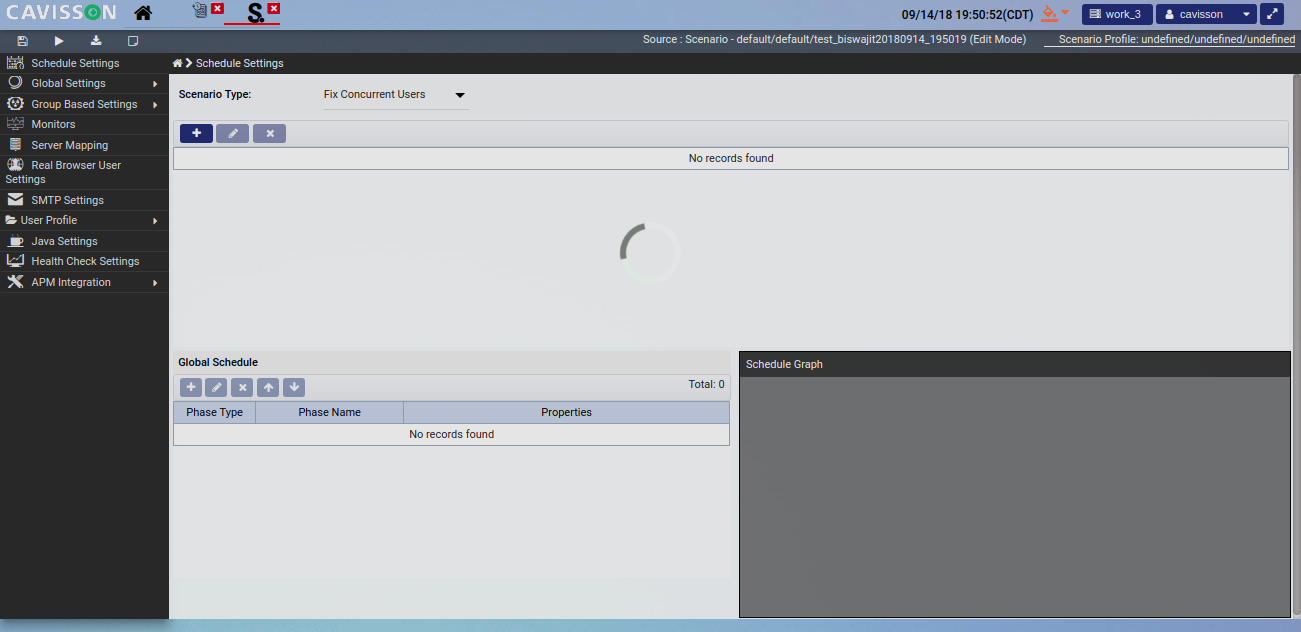 CAVISSON
S.
09/14/18 19:50:52(CDT)
work_3
cavisson
Source : Scenario - default/default/test_biswajit20180914_195019 (Edit Mode)
Scenario Profile: undefined/undefined/undefined
Schedule Settings
Global Settings
Group Based Settings
Monitors
Server Mapping
Real Browser User
Settings
SMTP Settings
User Profile
Java Settings
Health Check Settings
APM Integration
Schedule Settings
Scenario Type:
Fix Concurrent Users
No records found
Global Schedule
Total: 0
Phase Type
Phase Name
Properties
No records found
Schedule Graph